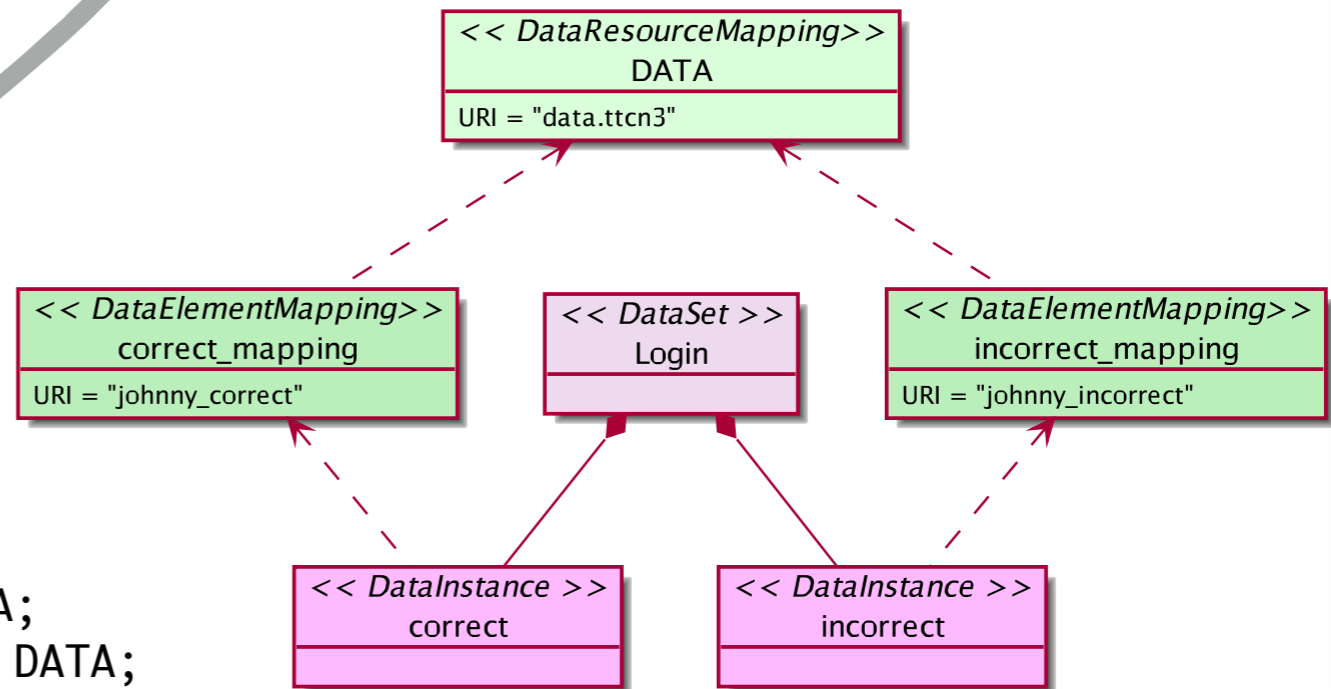 << DataResourceMapping>>
DATA
URI = "data.ttcn3"
<< DataElementMapping>>
correct_mapping
URI = "johnny_correct"
<< DataSet >>
Login
<< DataElementMapping>>
incorrect_mapping
URI = "johnny_incorrect"
<< DataInstance >>
correct
<< DataInstance >>
incorrect
A;
DATA;